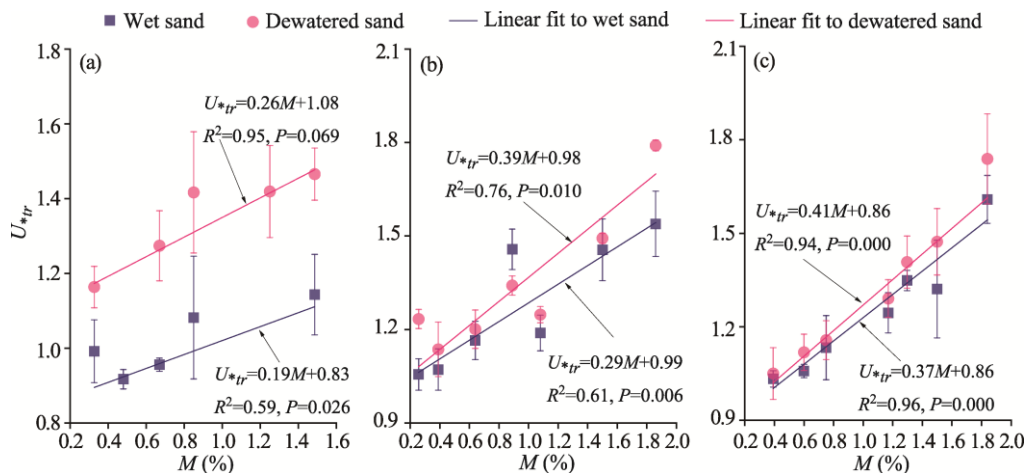 Wet sand Dewatered sand Linear fit to wet sand Linear fit to dewatered sand
(a)
U*tr=0.26M+1.08
R²=0.95, P=0.069
U*tr=0.19M+0.83
R²=0.59, P=0.026
U*tr
1.8
1.6
1.4
1.2
1.0
0.8
0.2 0.4 0.6 0.8 1.0 1.2 1.4 1.6
M (%)
(b)
U*tr=0.39M+0.98
R²=0.76, P=0.010
U*tr=0.29M+0.99
R²=0.61, P=0.006
2.1
1.8
1.5
1.2
0.9
0.2 0.4 0.6 0.8 1.0 1.2 1.4 1.6 1.8 2.0
M (%)
(c)
U*tr=0.41M+0.86
R²=0.94, P=0.000
U*tr=0.37M+0.86
R²=0.96, P=0.000
2.1
1.8
1.5
1.2
0.9
0.2 0.4 0.6 0.8 1.0 1.2 1.4 1.6 1.8 2.0
M (%)